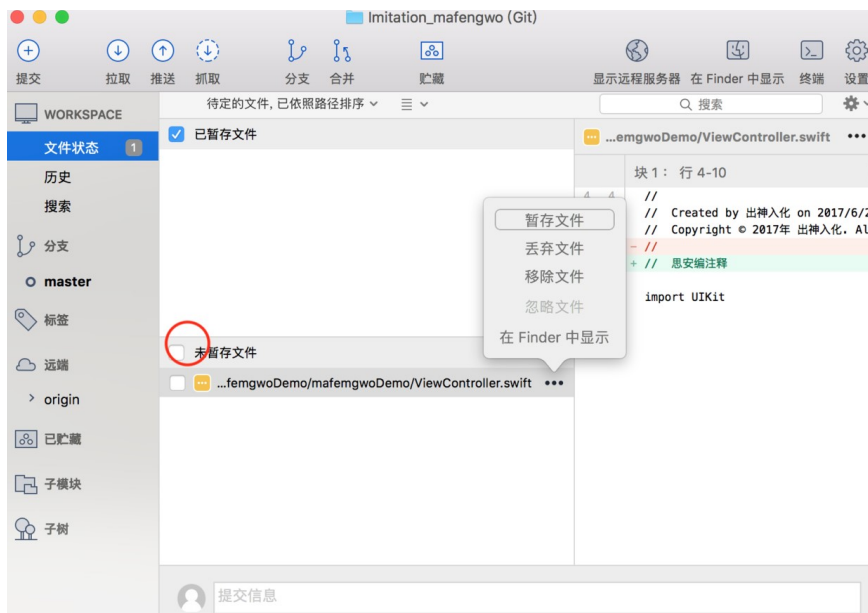 Imitation_mafengwo (Git)
提交 拉取 推送 抓取 分支 合并 贮藏 显示远程服务器 在 Finder 中显示 终端 设置
WORKSPACE
文件状态 1
历史
搜索
分支
master
标签
远端
origin
已贮藏
子模块
子树
待定的文件, 已依照路径排序
搜索
已暂存文件
未暂存文件
...femgwoDemo/mafemgwoDemo/ViewController.swift
暂存文件
丢弃文件
移除文件
忽略文件
在 Finder 中显示
...emgwoDemo/ViewController.swift
块 1： 行 4-10
4 4 //
// Created by 出神入化 on 2017/6/2
// Copyright © 2017年 出神入化. Al
- //
+ // 思安编注释
import UIKit
提交信息